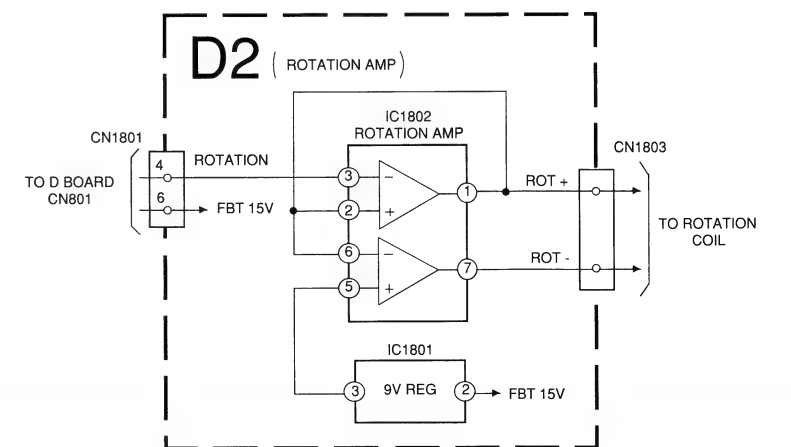 D2 ( ROTATION AMP )
IC1802
ROTATION AMP
CN1801
CN1803
4
ROTATION
TO D BOARD
CN801
6
FBT 15V
3
−
2
+
1
ROT +
6
−
5
+
7
ROT -
TO ROTATION
COIL
IC1801
3
9V REG
2
FBT 15V